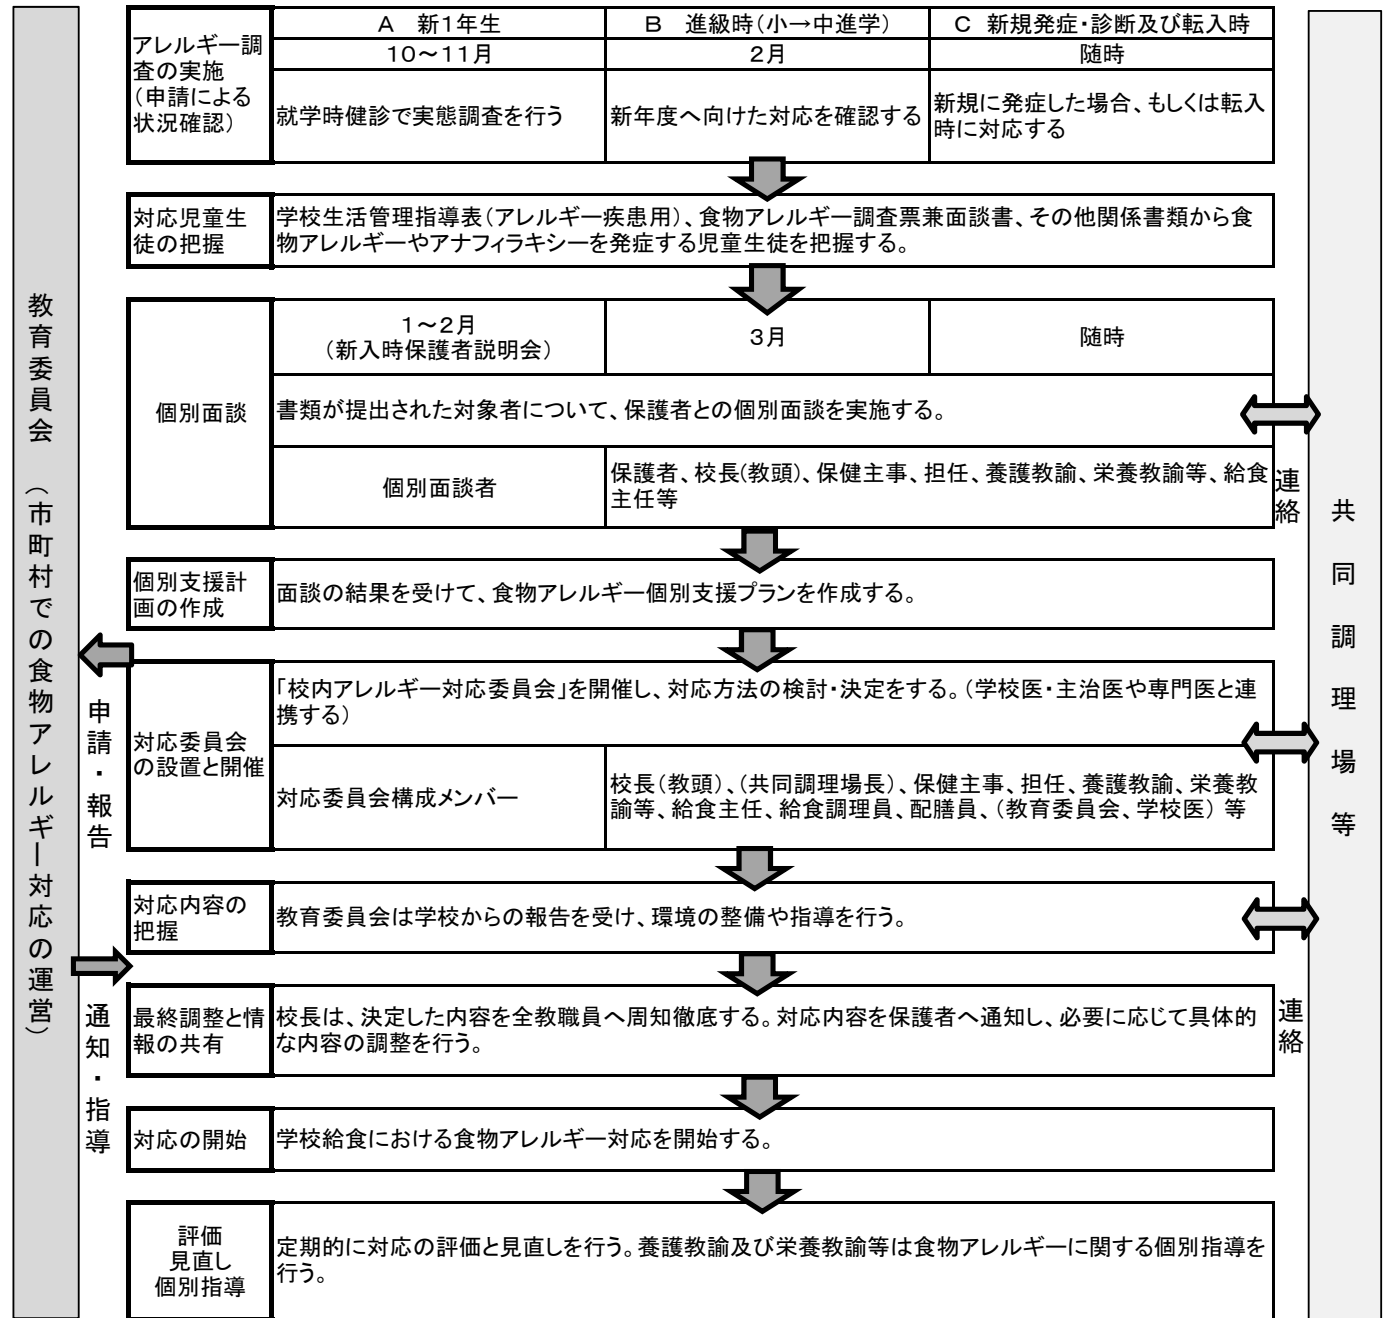 アレルギー調
査の実施
（申請による
状況確認）
A　新1年生
B　進級時（小→中進学）
C　新規発症・診断及び転入時
10～11月
2月
随時
就学時健診で実態調査を行う
新年度へ向けた対応を確認する
新規に発症した場合、もしくは転入
時に対応する
対応児童生
徒の把握
学校生活管理指導表（アレルギー疾患用）、食物アレルギー調査票兼面談書、その他関係書類から食
物アレルギーやアナフィラキシーを発症する児童生徒を把握する。
個別面談
1～2月
（新入時保護者説明会）
3月
随時
書類が提出された対象者について、保護者との個別面談を実施する。
個別面談者
保護者、校長（教頭）、保健主事、担任、養護教諭、栄養教諭等、給食
主任等
個別支援計
画の作成
面談の結果を受けて、食物アレルギー個別支援プランを作成する。
対応委員会
の設置と開催
「校内アレルギー対応委員会」を開催し、対応方法の検討・決定をする。（学校医・主治医や専門医と連
携する）
対応委員会構成メンバー
校長（教頭）、（共同調理場長）、保健主事、担任、養護教諭、栄養教
諭等、給食主任、給食調理員、配膳員、（教育委員会、学校医）等
対応内容の
把握
教育委員会は学校からの報告を受け、環境の整備や指導を行う。
最終調整と情
報の共有
校長は、決定した内容を全教職員へ周知徹底する。対応内容を保護者へ通知し、必要に応じて具体的
な内容の調整を行う。
対応の開始
学校給食における食物アレルギー対応を開始する。
評価
見直し
個別指導
定期的に対応の評価と見直しを行う。養護教諭及び栄養教諭等は食物アレルギーに関する個別指導を
行う。
教育委員会　（市町村での食物アレルギー対応の運営）
申請・報告
通知・指導
連絡
連絡
共同調理場等